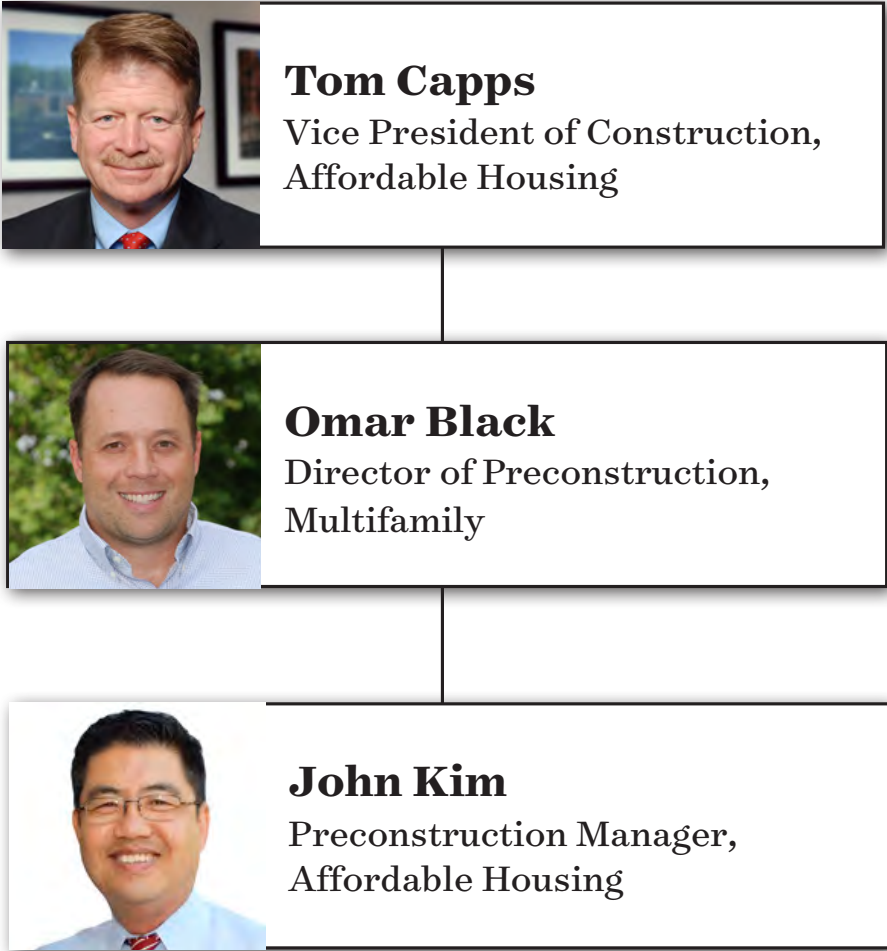 Tom Capps
Vice President of Construction,
Affordable Housing
Omar Black
Director of Preconstruction,
Multifamily
John Kim
Preconstruction Manager,
Affordable Housing